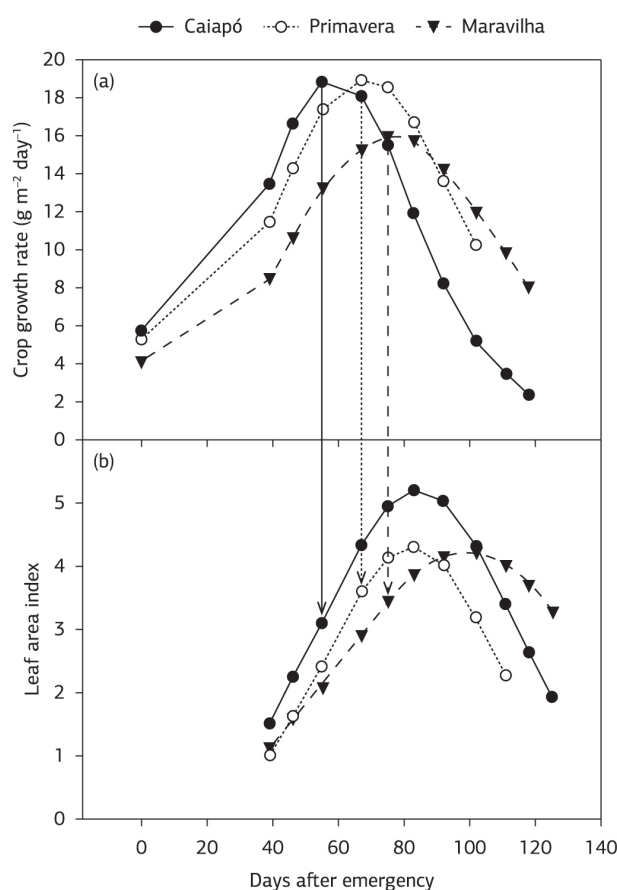 Caiapó Primavera Maravilha
(a)
Crop growth rate (g m⁻² day⁻¹)
20
18
16
14
12
10
8
6
4
2
0
(b)
Leaf area index
5
4
3
2
1
0
0 20 40 60 80 100 120 140
Days after emergency